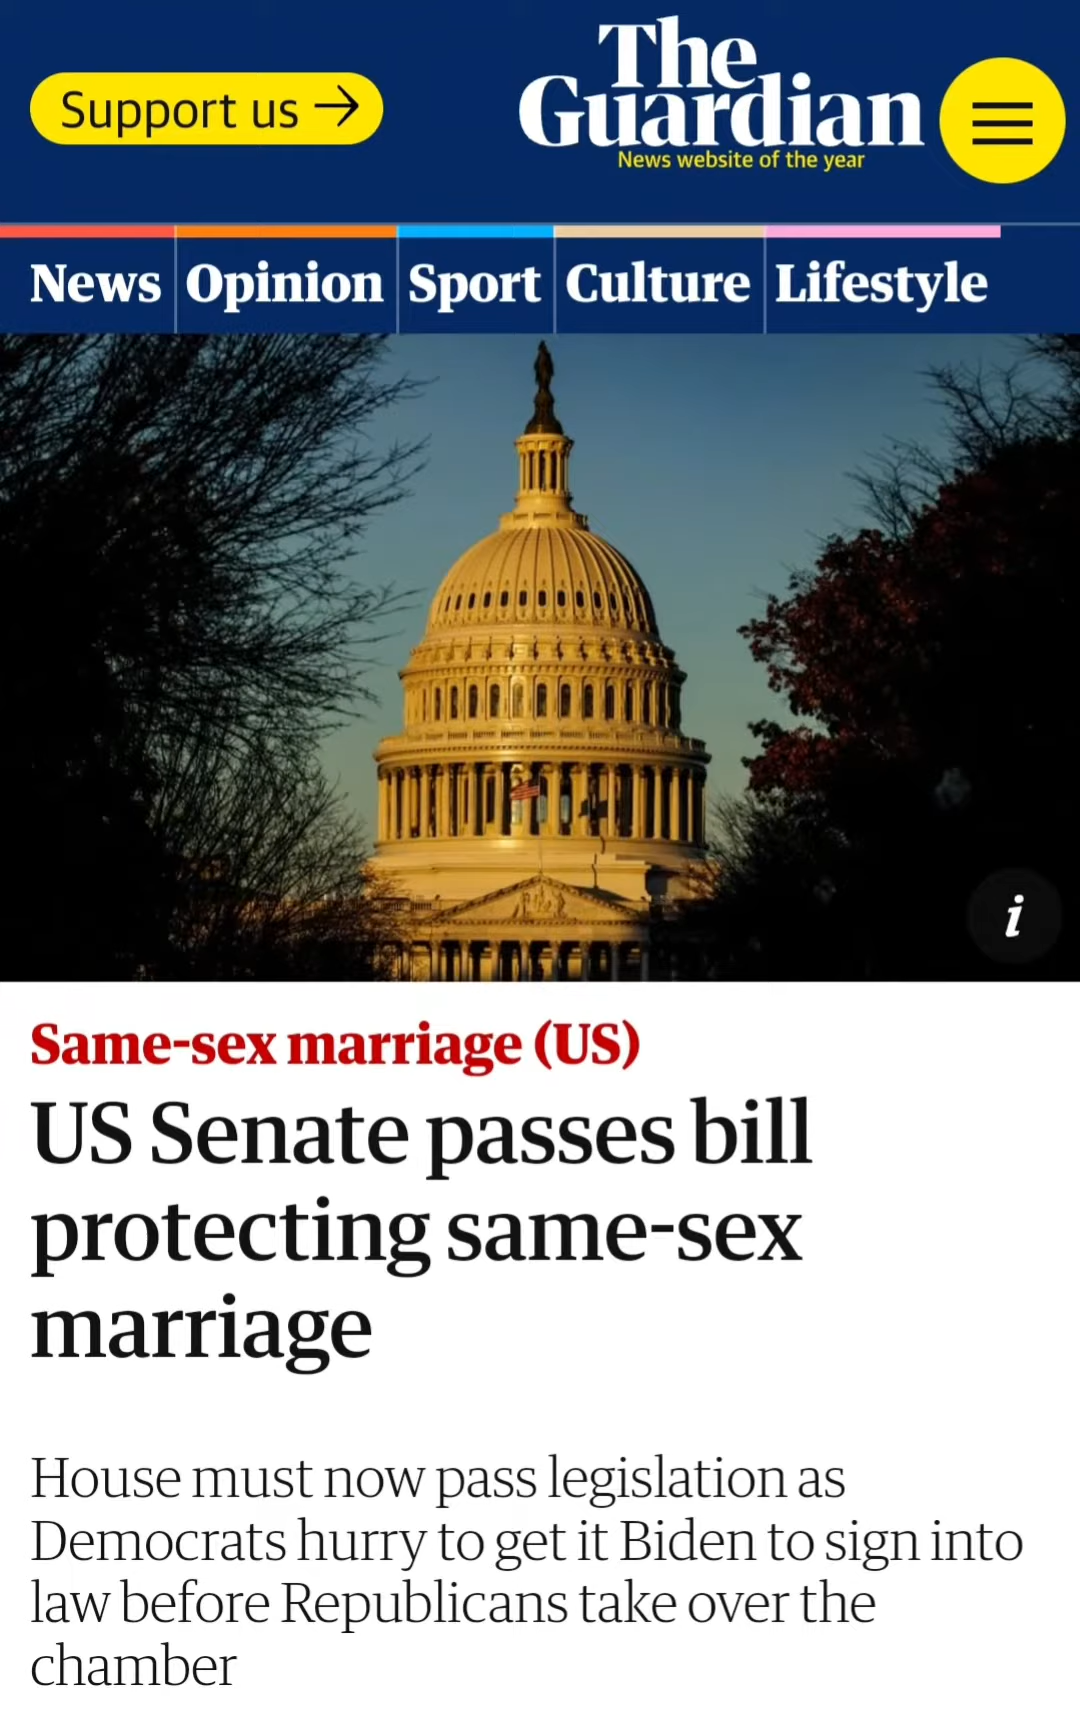 Support us →
The
Guardian
News website of the year
News
Opinion
Sport
Culture
Lifestyle
i
Same-sex marriage (US)
US Senate passes bill
protecting same-sex
marriage
House must now pass legislation as
Democrats hurry to get it Biden to sign into
law before Republicans take over the
chamber